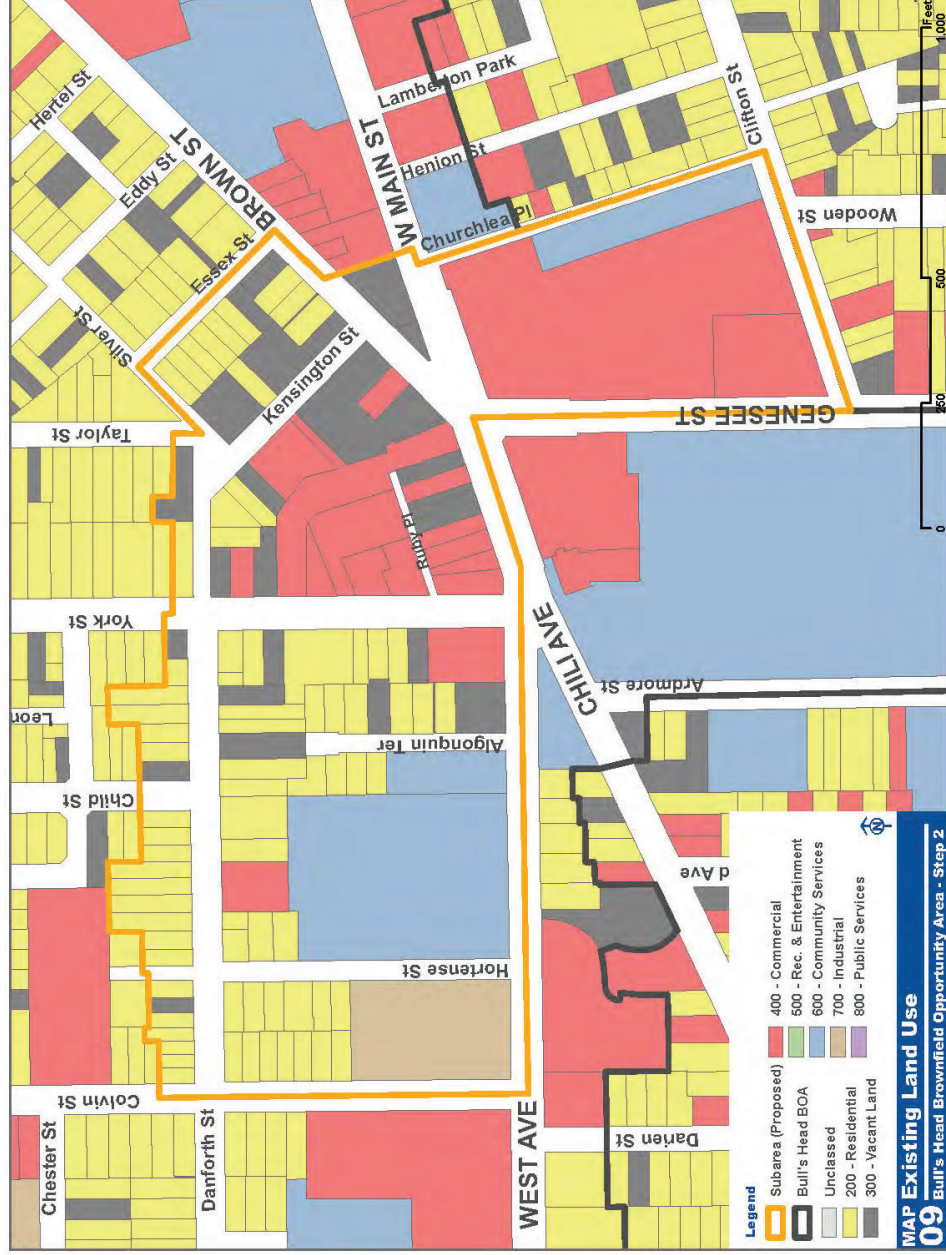 Hertel St
Eddy St
BROWN ST
Essex St
Silver St
Taylor St
Kensington St
Lamberton Park
W MAIN ST
Henion St
Churchlea Pl
Clifton St
Wooden St
GENESEE ST
York St
Ruby Pl
Leon
Child St
Algonquin Ter
CHILI AVE
Ardmore St
Hortense St
Colvin St
Chester St
Danforth St
WEST AVE
Darien St
d Ave
Legend
Subarea (Proposed)
Bull's Head BOA
Unclassed
200 - Residential
300 - Vacant Land
400 - Commercial
500 - Rec. & Entertainment
600 - Community Services
700 - Industrial
800 - Public Services
N
0 250 500 1,000
Feet
MAP Existing Land Use
09 Bull's Head Brownfield Opportunity Area - Step 2